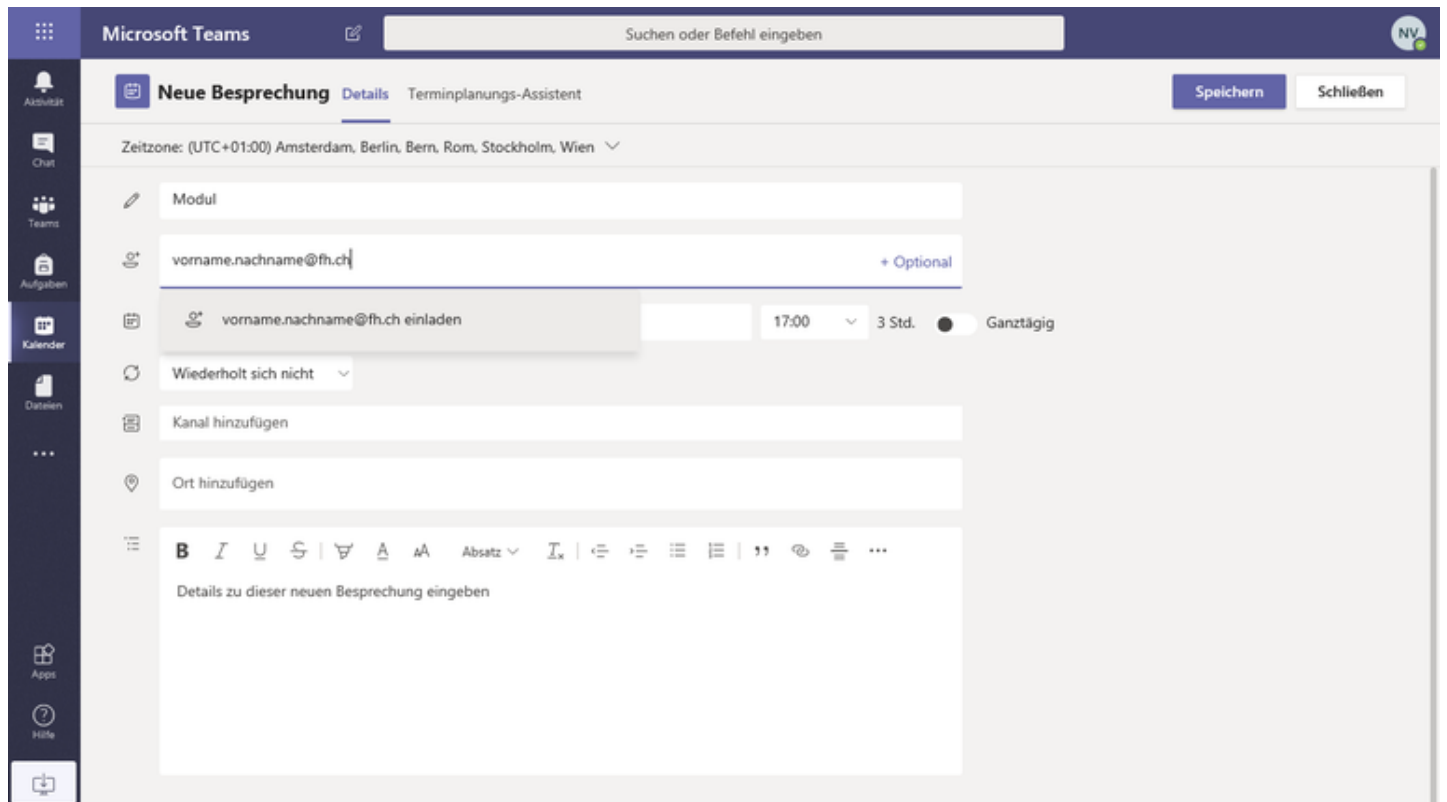 Microsoft Teams
Suchen oder Befehl eingeben
NV
Aktivität
Chat
Teams
Aufgaben
Kalender
Dateien
Apps
Hilfe
Neue Besprechung Details Terminplanungs-Assistent
Speichern
Schließen
Zeitzone: (UTC+01:00) Amsterdam, Berlin, Bern, Rom, Stockholm, Wien
Modul
vorname.nachname@fh.ch
+ Optional
vorname.nachname@fh.ch einladen
17:00
3 Std.
Ganztägig
Wiederholt sich nicht
Kanal hinzufügen
Ort hinzufügen
B I U S A AA Absatz Ix
Details zu dieser neuen Besprechung eingeben